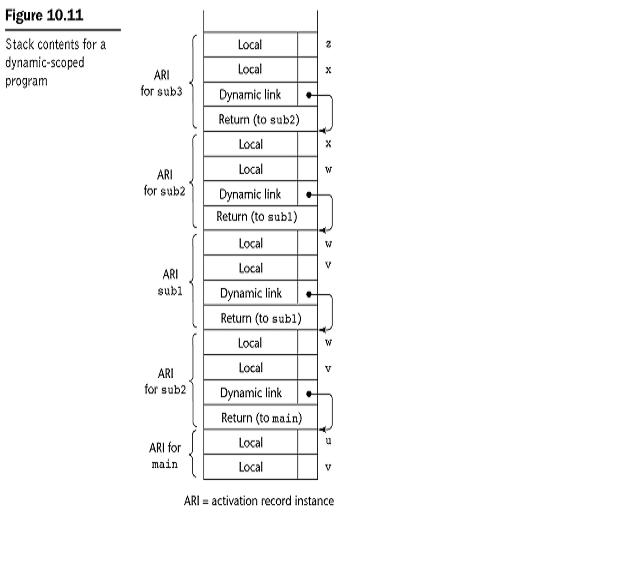 Figure 10.11
Stack contents for a
dynamic-scoped
program
ARI
for sub3
Local z
Local x
Dynamic link
Return (to sub2)
ARI
for sub2
Local x
Local w
Dynamic link
Return (to sub1)
ARI
sub1
Local w
Local v
Dynamic link
Return (to sub1)
ARI
for sub2
Local w
Local v
Dynamic link
Return (to main)
ARI for
main
Local u
Local v
ARI = activation record instance